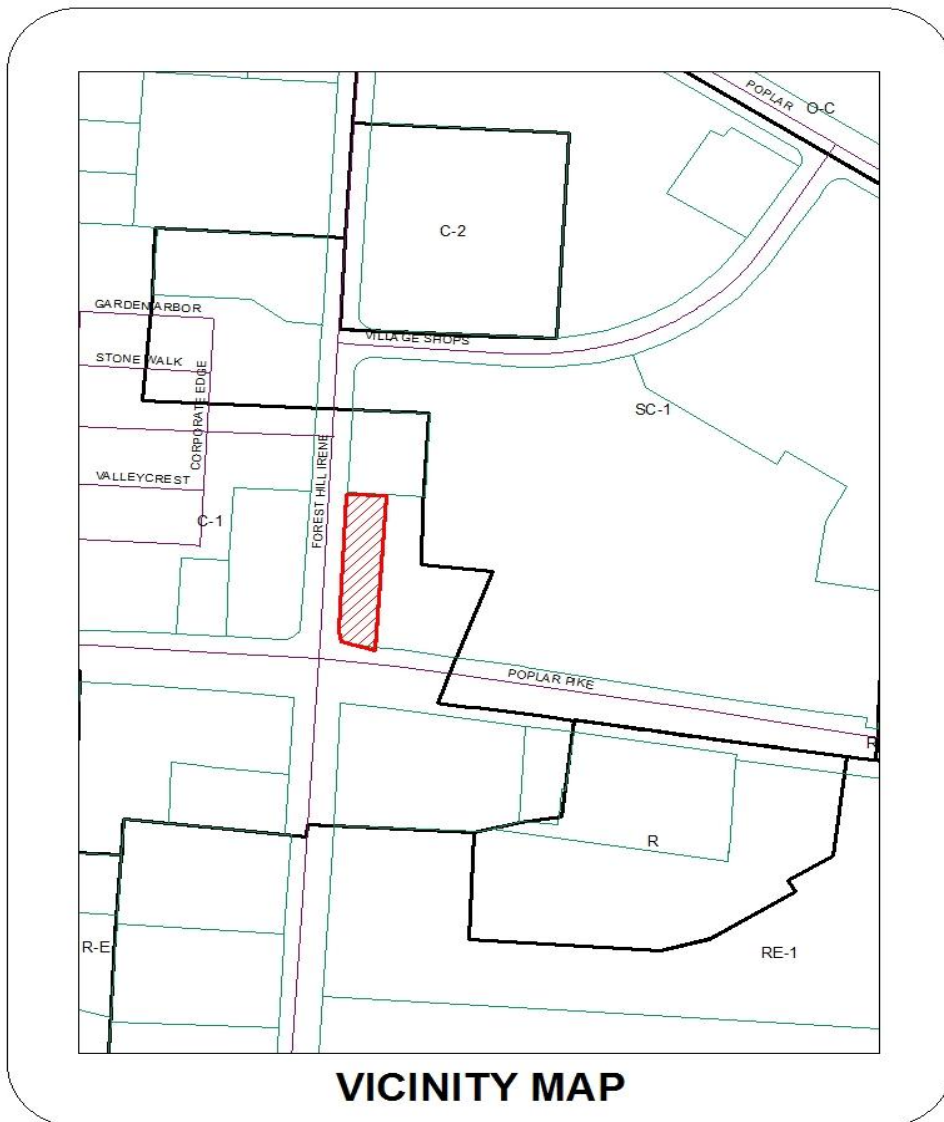 POPLAR
O-C
C-2
GARDEN ARBOR
VILLAGE SHOPS
STONE WALK
CORPORATE EDGE
SC-1
FOREST HILL IRENE
VALLEYCREST
C-1
POPLAR PIKE
R
R
R-E
RE-1
VICINITY MAP